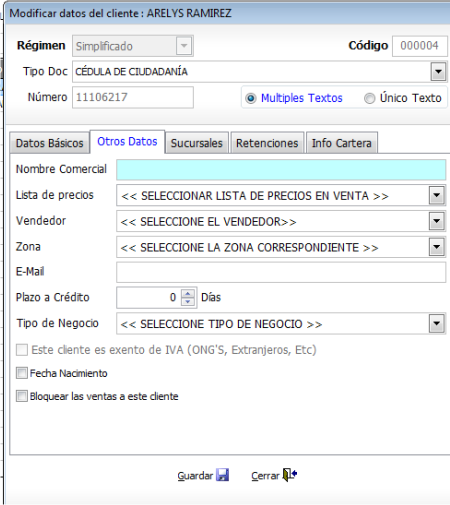 Modificar datos del cliente : ARELYS RAMIREZ
Régimen Simplificado Código 000004
Tipo Doc CÉDULA DE CIUDADANÍA
Número 11106217 Multiples Textos Único Texto
Datos Básicos Otros Datos Sucursales Retenciones Info Cartera
Nombre Comercial
Lista de precios << SELECCIONAR LISTA DE PRECIOS EN VENTA >>
Vendedor << SELECCIONE EL VENDEDOR>>
Zona << SELECCIONE LA ZONA CORRESPONDIENTE >>
E-Mail
Plazo a Crédito 0 Días
Tipo de Negocio << SELECCIONE TIPO DE NEGOCIO >>
Este cliente es exento de IVA (ONG'S, Extranjeros, Etc)
Fecha Nacimiento
Bloquear las ventas a este cliente
Guardar Cerrar